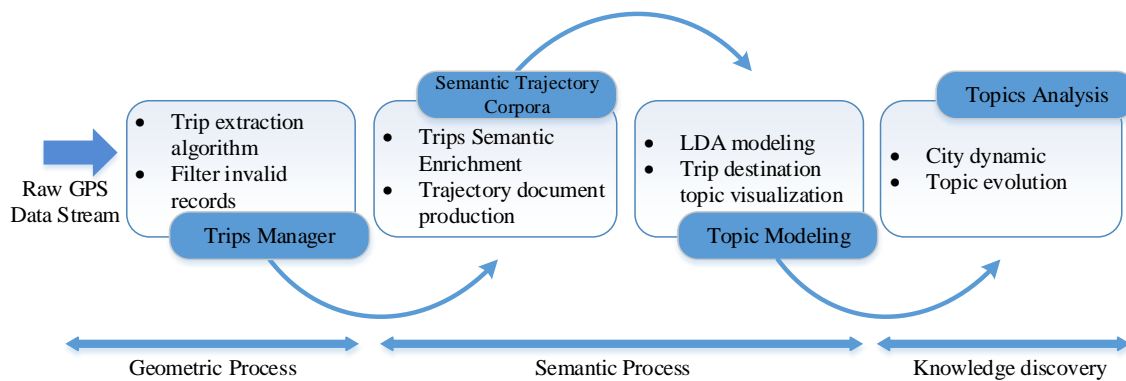 Raw GPS
Data Stream
• Trip extraction
algorithm
• Filter invalid
records
Trips Manager
Semantic Trajectory
Corpora
• Trips Semantic
Enrichment
• Trajectory document
production
• LDA modeling
• Trip destination
topic visualization
Topic Modeling
Topics Analysis
• City dynamic
• Topic evolution
Geometric Process
Semantic Process
Knowledge discovery